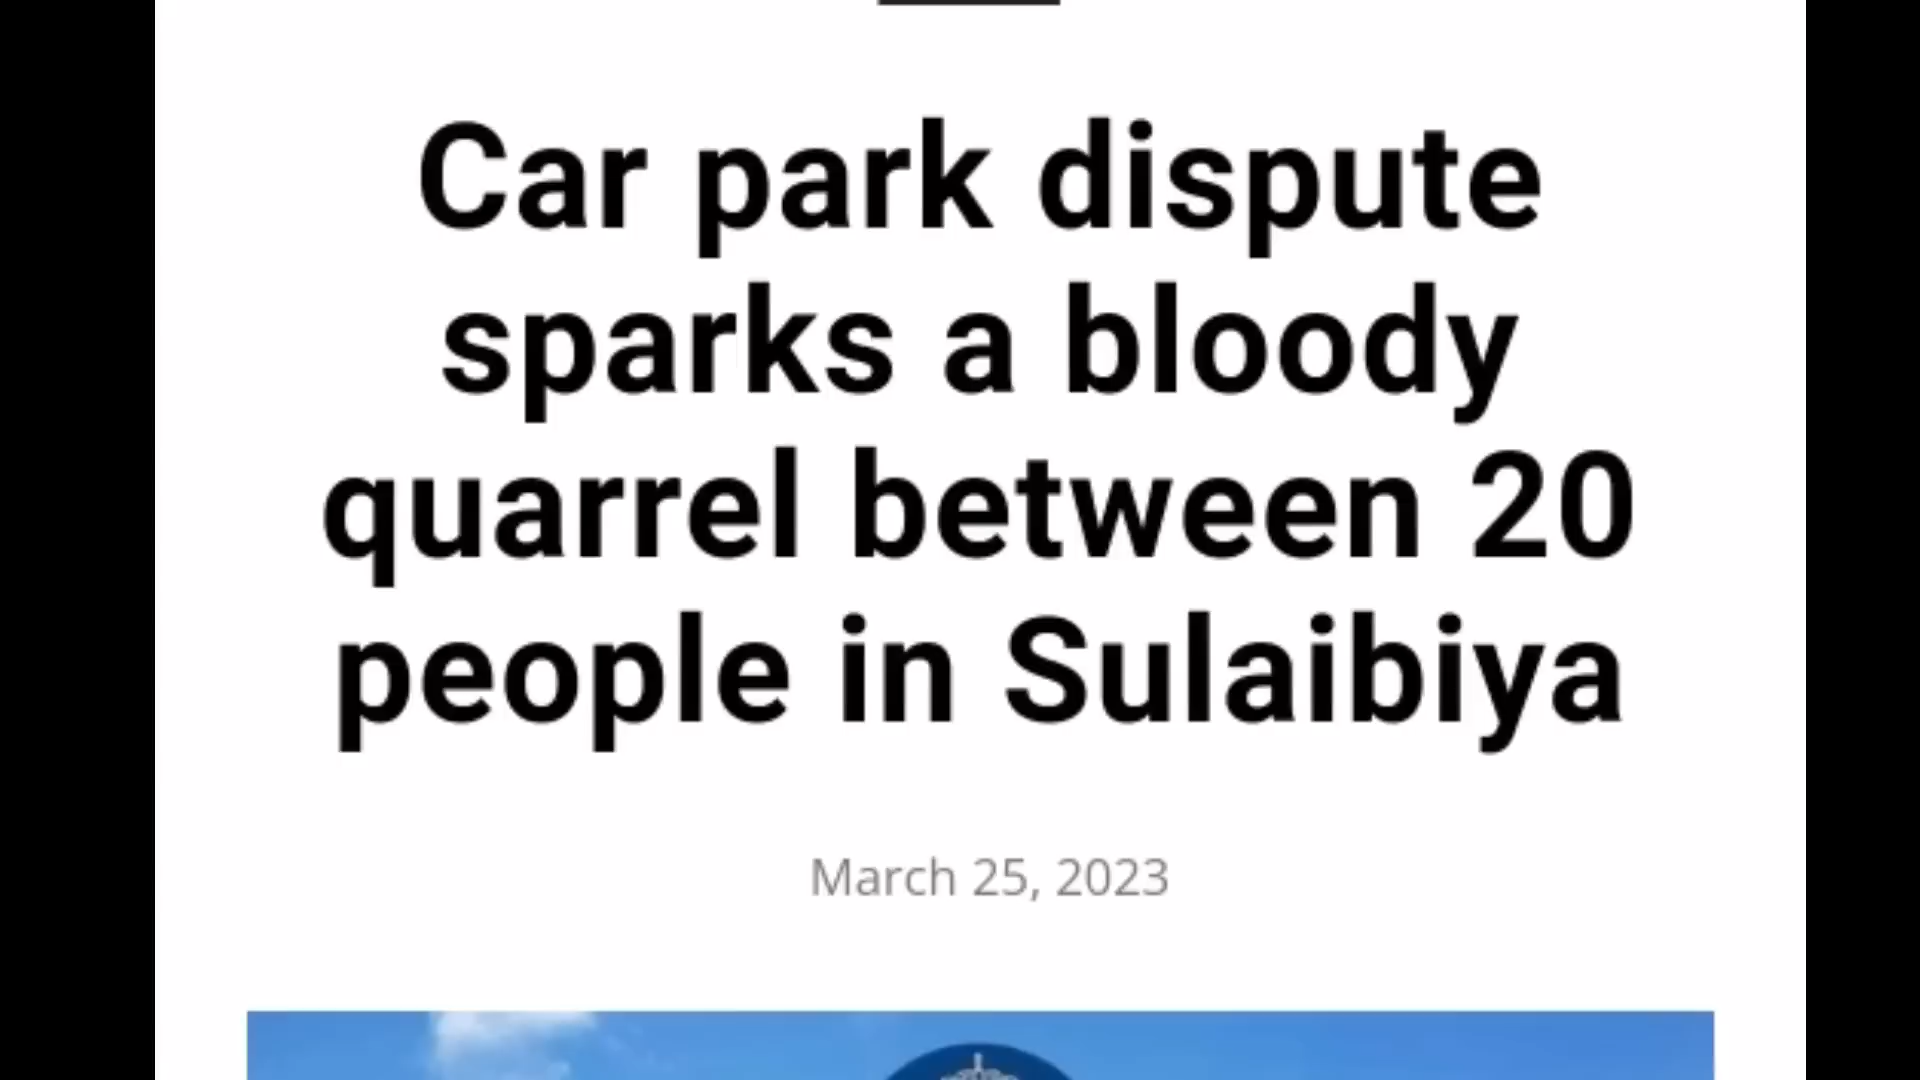 Car park dispute
sparks a bloody
quarrel between 20
people in Sulaibiya
March 25, 2023